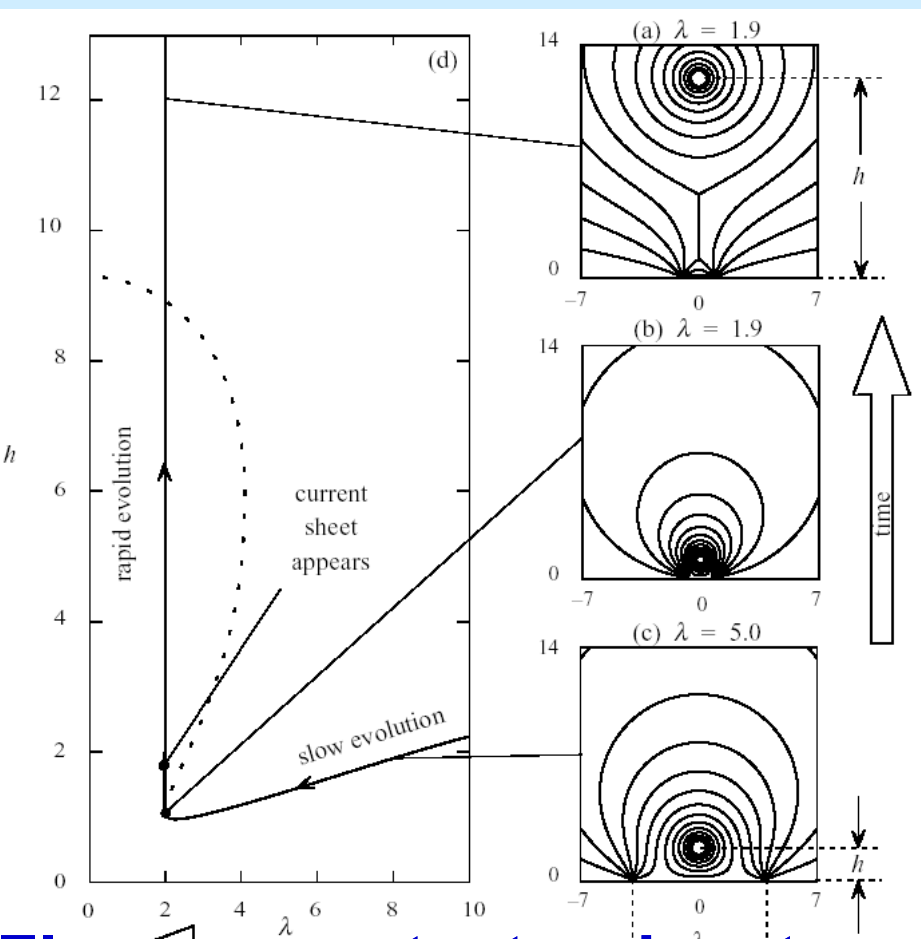 (d)
12
10
8
6
4
2
0
h
0
2
4
6
8
10
λ
rapid evolution
current
sheet
appears
slow evolution
(a) λ = 1.9
14
0
−7
0
7
h
(b) λ = 1.9
14
0
−7
0
7
time
(c) λ = 5.0
14
0
−7
0
7
h